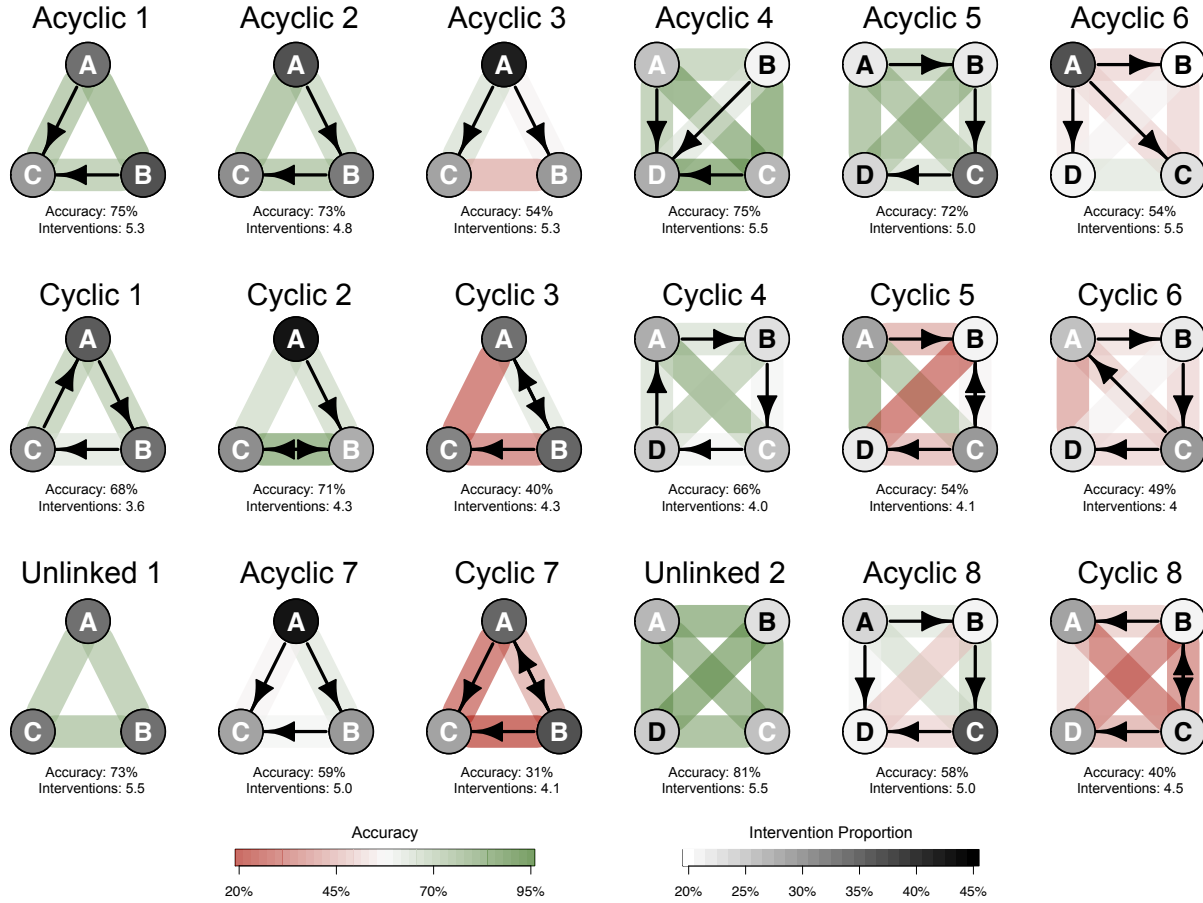 Acyclic 1 Acyclic 2 Acyclic 3 Acyclic 4 Acyclic 5 Acyclic 6
A A A A B A B A B
C B C B C B D C D C D C
Accuracy: 75% Accuracy: 73% Accuracy: 54% Accuracy: 75% Accuracy: 72% Accuracy: 54%
Interventions: 5.3 Interventions: 4.8 Interventions: 5.3 Interventions: 5.5 Interventions: 5.0 Interventions: 5.5
Cyclic 1 Cyclic 2 Cyclic 3 Cyclic 4 Cyclic 5 Cyclic 6
A A A A B A B A B
C B C B C B D C D C D C
Accuracy: 68% Accuracy: 71% Accuracy: 40% Accuracy: 66% Accuracy: 54% Accuracy: 49%
Interventions: 3.6 Interventions: 4.3 Interventions: 4.3 Interventions: 4.0 Interventions: 4.1 Interventions: 4
Unlinked 1 Acyclic 7 Cyclic 7 Unlinked 2 Acyclic 8 Cyclic 8
A A A A B A B A B
C B C B C B D C D C D C
Accuracy: 73% Accuracy: 59% Accuracy: 31% Accuracy: 81% Accuracy: 58% Accuracy: 40%
Interventions: 5.5 Interventions: 5.0 Interventions: 4.1 Interventions: 5.5 Interventions: 5.0 Interventions: 4.5
Accuracy Intervention Proportion
20% 45% 70% 95% 20% 25% 30% 35% 40% 45%